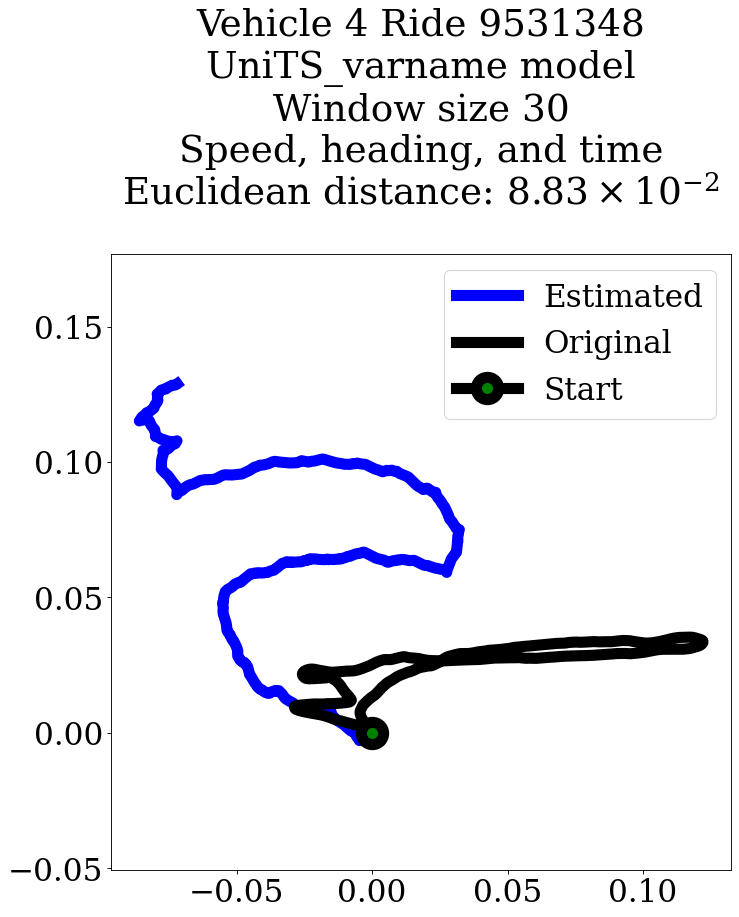 Vehicle 4 Ride 9531348
UniTS_varname model
Window size 30
Speed, heading, and time
Euclidean distance: 8.83 × 10⁻²
Estimated
Original
Start
0.15
0.10
0.05
0.00
−0.05
−0.05 0.00 0.05 0.10